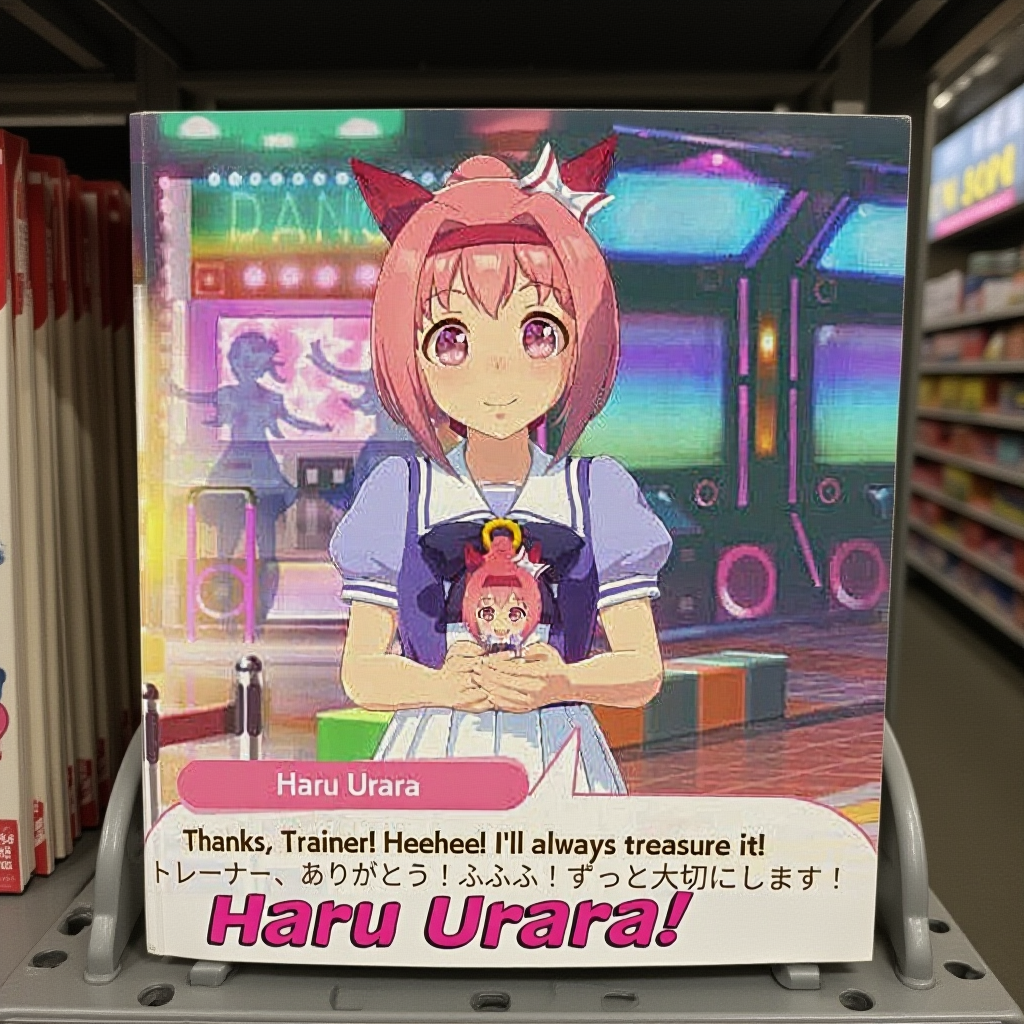 DANC
Haru Urara
Thanks, Trainer! Heehee! I'll always treasure it!
トレーナー、ありがとう！ふふふ！ずっと大切にします！
Haru Urara!